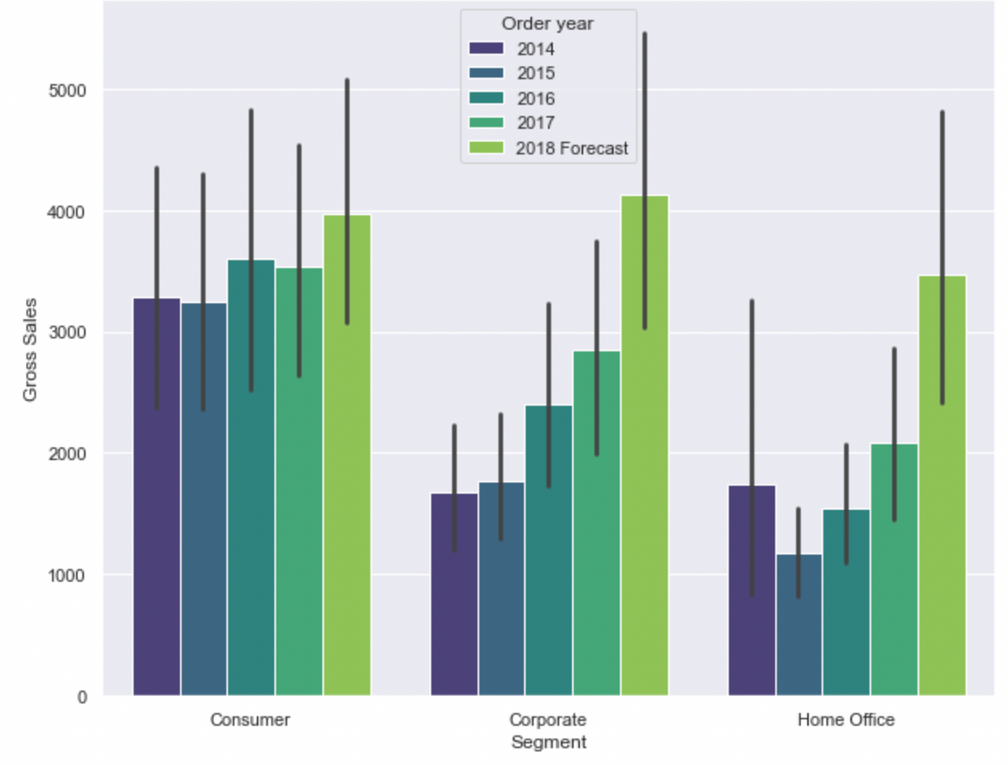 Order year
2014
2015
2016
2017
2018 Forecast
Gross Sales
5000
4000
3000
2000
1000
0
Consumer
Corporate
Home Office
Segment